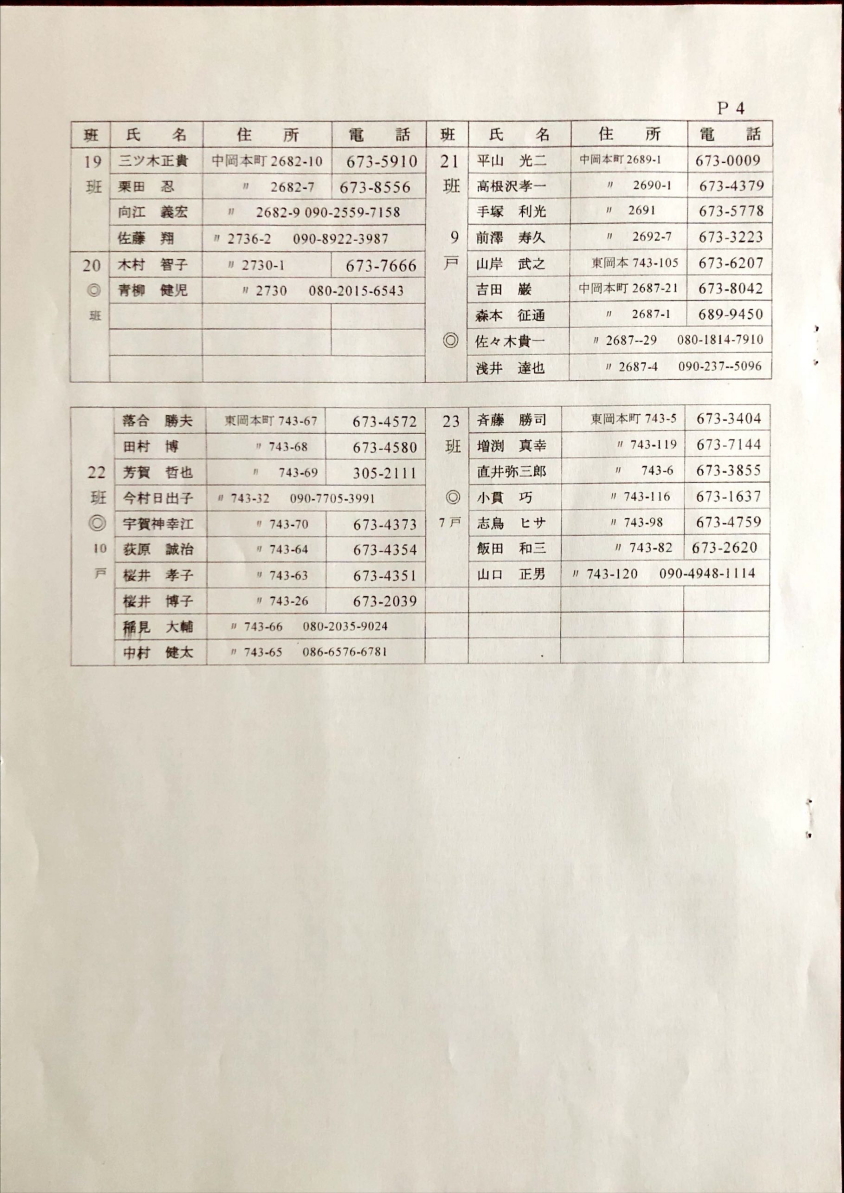 P 4
班 氏 名 住 所 電 話
19 三ツ木正貴 中岡本町 2682-10 673-5910
班 栗田 忍 〃 2682-7 673-8556
向江 義宏 〃 2682-9 090-2559-7158
佐藤 翔 〃 2736-2 090-8922-3987
20 木村 智子 〃 2730-1 673-7666
◎ 青柳 健児 〃 2730 080-2015-6543
班
班 氏 名 住 所 電 話
21 平山 光二 中岡本町 2689-1 673-0009
班 高根沢孝一 〃 2690-1 673-4379
手塚 利光 〃 2691 673-5778
9 前澤 寿久 〃 2692-7 673-3223
戸 山岸 武之 東岡本 743-105 673-6207
吉田 巌 中岡本町 2687-21 673-8042
森本 征通 〃 2687-1 689-9450
◎ 佐々木貴一 〃 2687--29 080-1814-7910
浅井 達也 〃 2687-4 090-237--5096
落合 勝夫 東岡本町 743-67 673-4572
田村 博 〃 743-68 673-4580
22 芳賀 哲也 〃 743-69 305-2111
班 今村日出子 〃 743-32 090-7705-3991
◎ 宇賀神幸江 〃 743-70 673-4373
10 荻原 誠治 〃 743-64 673-4354
戸 桜井 孝子 〃 743-63 673-4351
桜井 博子 〃 743-26 673-2039
稲見 大輔 〃 743-66 080-2035-9024
中村 健太 〃 743-65 086-6576-6781
23 斉藤 勝司 東岡本町 743-5 673-3404
班 増渕 真幸 〃 743-119 673-7144
直井弥三郎 〃 743-6 673-3855
◎ 小貫 巧 〃 743-116 673-1637
7 戸 志鳥 ヒサ 〃 743-98 673-4759
飯田 和三 〃 743-82 673-2620
山口 正男 〃 743-120 090-4948-1114